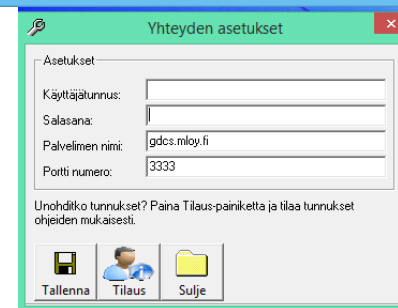 Yhteyden asetukset
Asetukset
Käyttäjätunnus:
Salasana:
Palvelimen nimi: gdcs.mloy.fi
Portti numero: 3333
Unohditko tunnukset? Paina Tilaus-painiketta ja tilaa tunnukset
ohjeiden mukaisesti.
Tallenna Tilaus Sulje